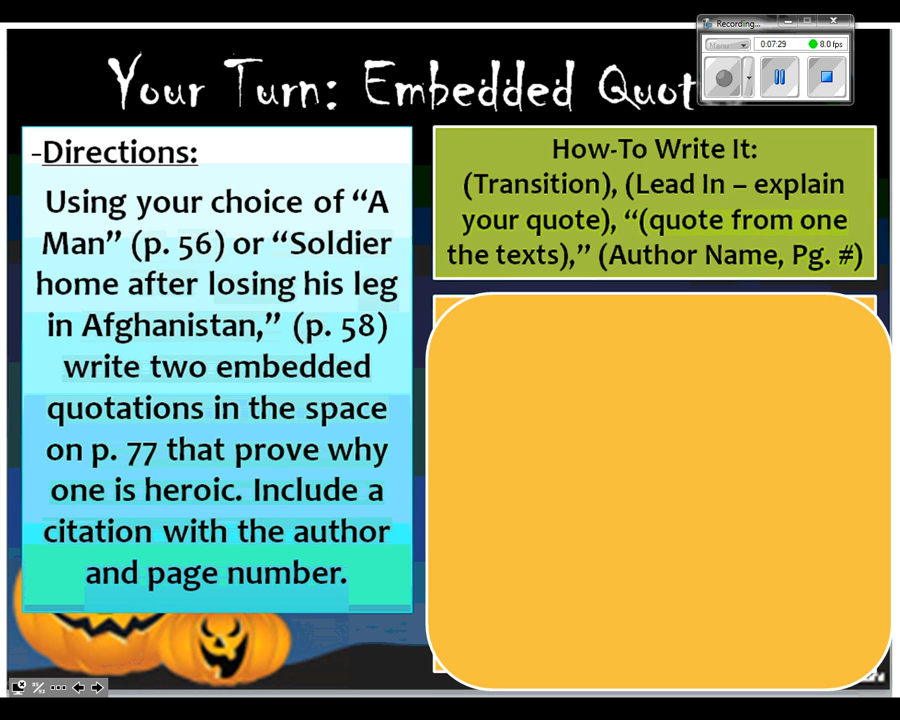 Recording...
0:07:29
8.0 fps
Your Turn: Embedded Quot
-Directions:
Using your choice of “A
Man” (p. 56) or “Soldier
home after losing his leg
in Afghanistan,” (p. 58)
write two embedded
quotations in the space
on p. 77 that prove why
one is heroic. Include a
citation with the author
and page number.
How-To Write It:
(Transition), (Lead In – explain
your quote), “(quote from one
the texts),” (Author Name, Pg. #)